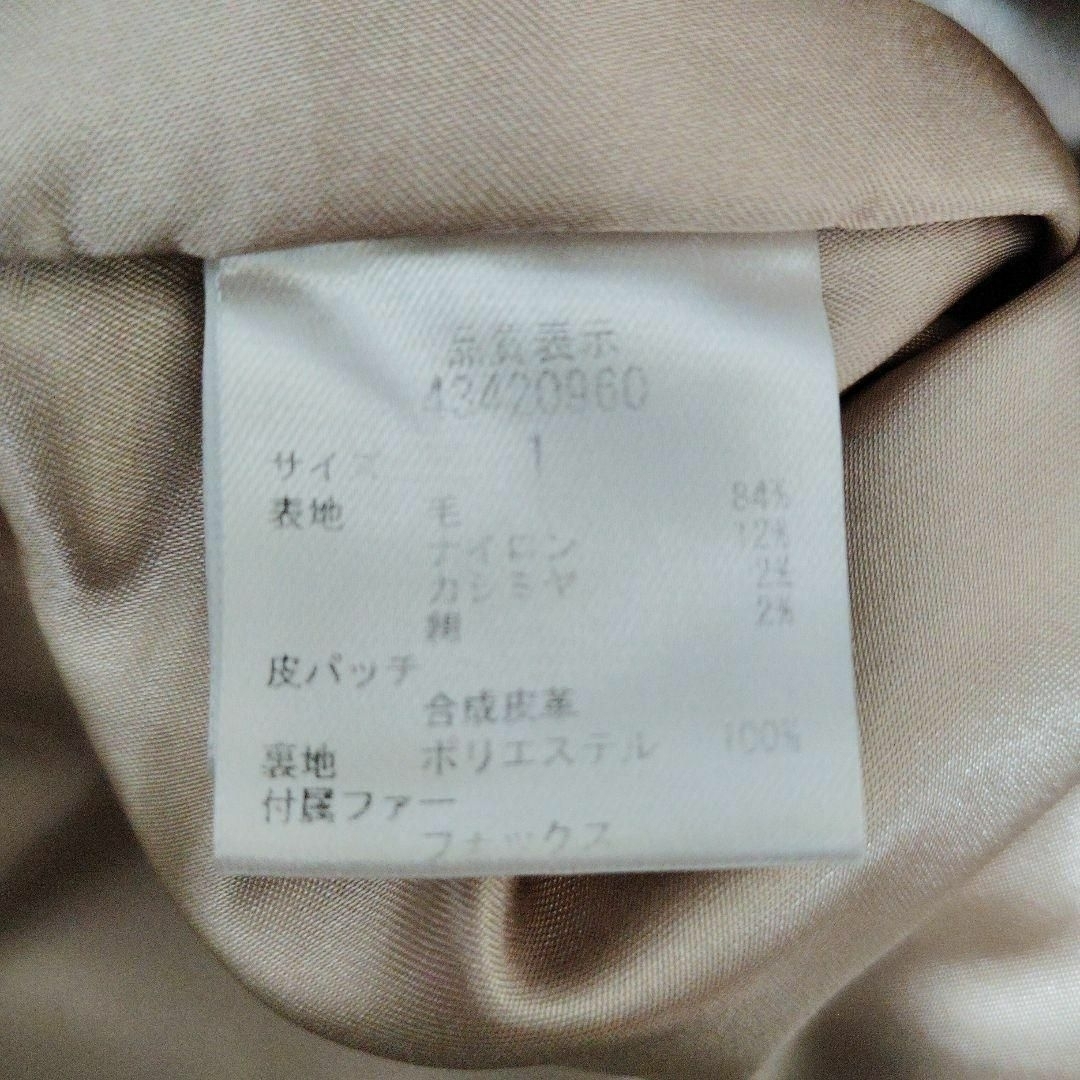 品質表示
43420960
サイズ 1
表地 毛 84%
ナイロン 12%
カシミヤ 2%
絹 2%
皮パッチ
合成皮革
裏地 ポリエステル 100%
付属ファー
フォックス